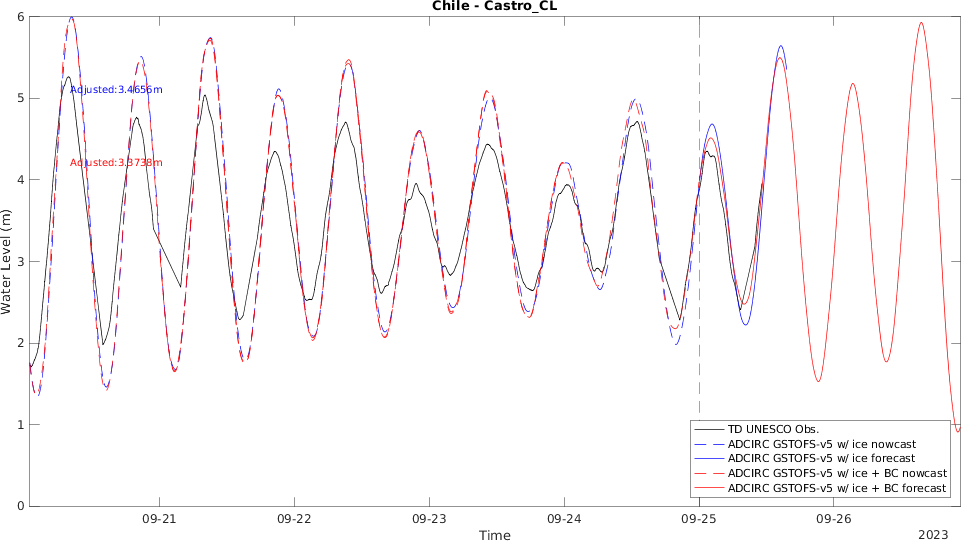 Chile - Castro_CL
6
5
4
3
2
1
0
Water Level (m)
Adjusted:3.4656m
Adjusted:3.3738m
TD UNESCO Obs.
ADCIRC GSTOFS-v5 w/ ice nowcast
ADCIRC GSTOFS-v5 w/ ice forecast
ADCIRC GSTOFS-v5 w/ ice + BC nowcast
ADCIRC GSTOFS-v5 w/ ice + BC forecast
09-21
09-22
09-23
09-24
09-25
09-26
Time
2023